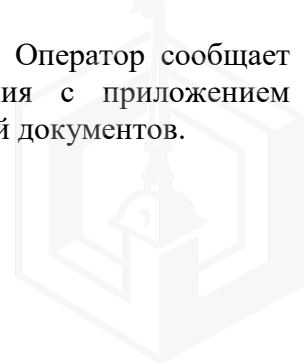 Оператор сообщает
ия с приложением
й документов.